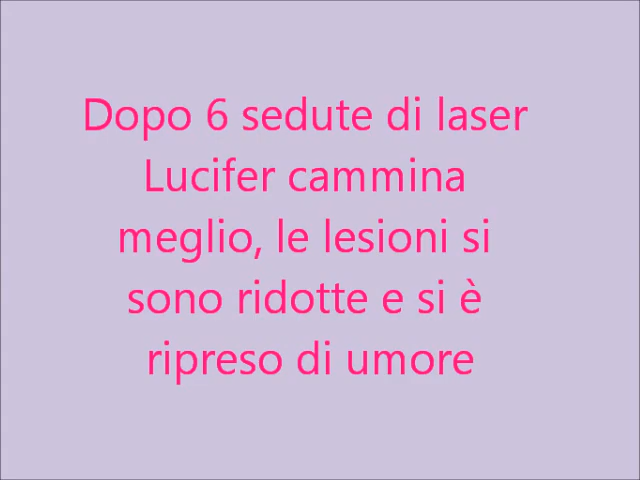 Dopo 6 sedute di laser
Lucifer cammina
meglio, le lesioni si
sono ridotte e si è
ripreso di umore